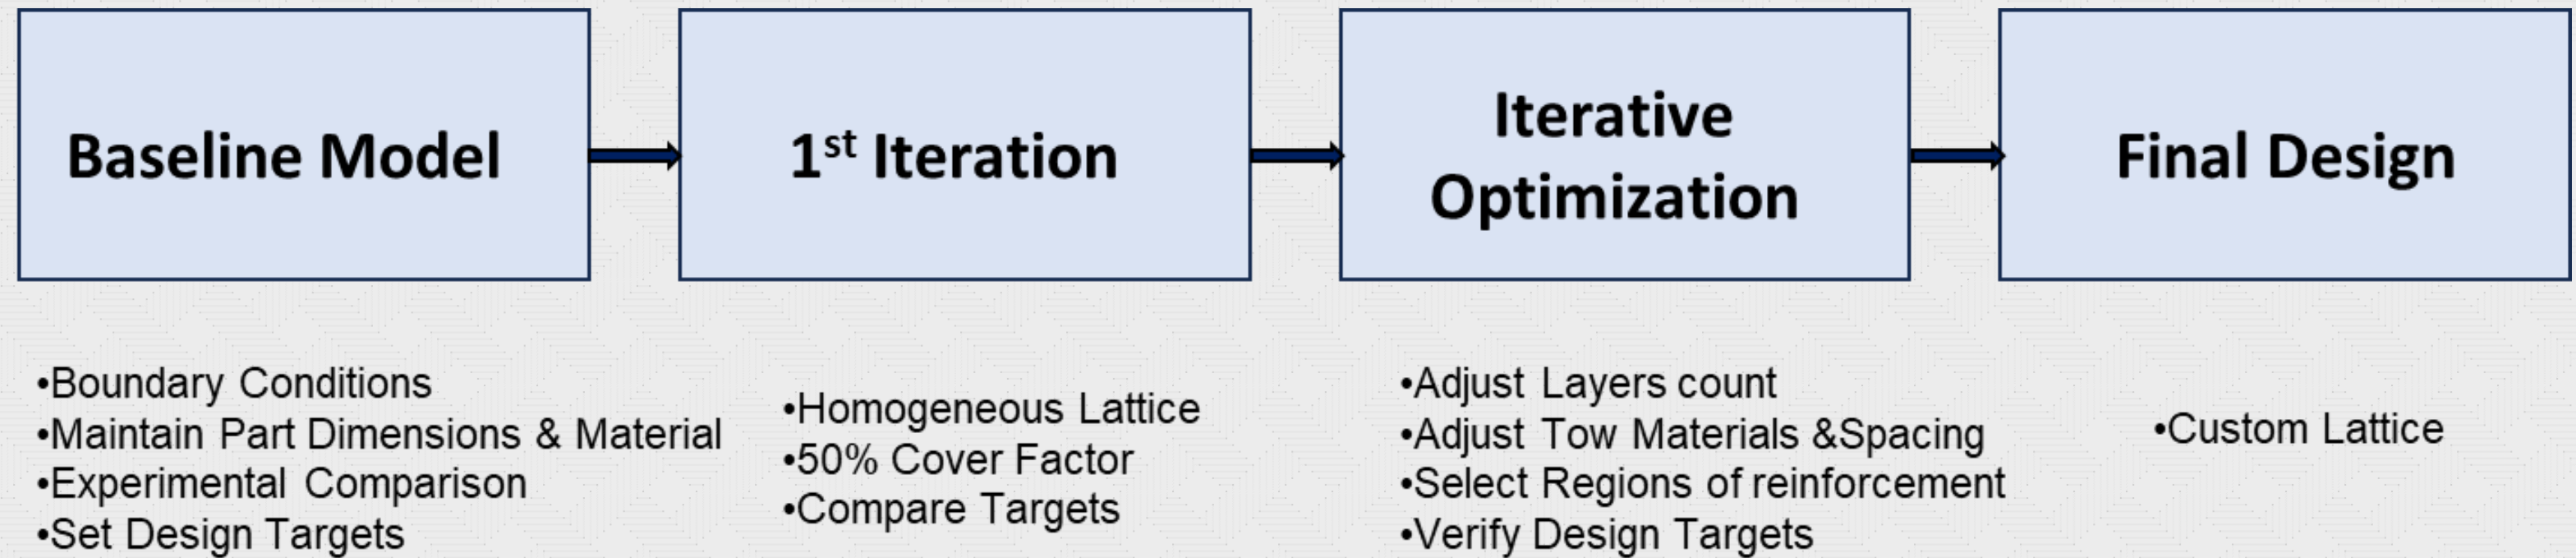 Baseline Model
1st Iteration
Iterative
Optimization
Final Design
•Boundary Conditions
•Maintain Part Dimensions & Material
•Experimental Comparison
•Set Design Targets
•Homogeneous Lattice
•50% Cover Factor
•Compare Targets
•Adjust Layers count
•Adjust Tow Materials &Spacing
•Select Regions of reinforcement
•Verify Design Targets
•Custom Lattice